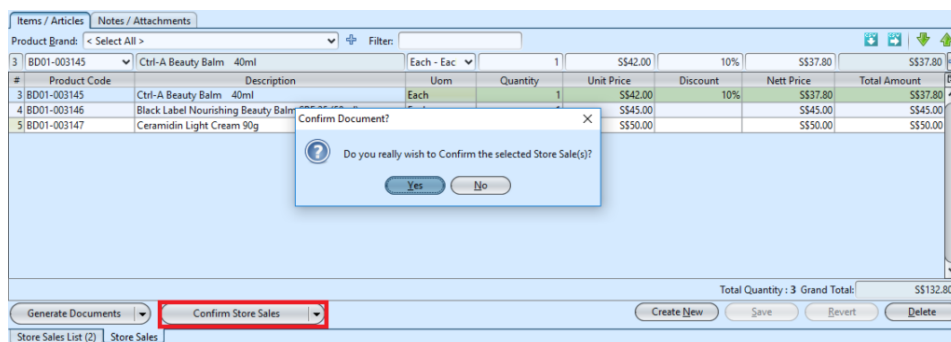 Items / Articles Notes / Attachments
Product Brand: < Select All > Filter:
3 BD01-003145 Ctrl-A Beauty Balm 40ml Each - Eac 1 S$42.00 10% S$37.80 S$37.80
# Product Code Description Uom Quantity Unit Price Discount Nett Price Total Amount
3 BD01-003145 Ctrl-A Beauty Balm 40ml Each 1 S$42.00 10% S$37.80 S$37.80
4 BD01-003146 Black Label Nourishing Beauty Balm S$45.00 S$45.00 S$45.00
5 BD01-003147 Ceramidin Light Cream 90g S$50.00 S$50.00 S$50.00
Confirm Document?
Do you really wish to Confirm the selected Store Sale(s)?
Yes No
Total Quantity : 3 Grand Total: S$132.80
Generate Documents Confirm Store Sales Create New Save Revert Delete
Store Sales List (2) Store Sales